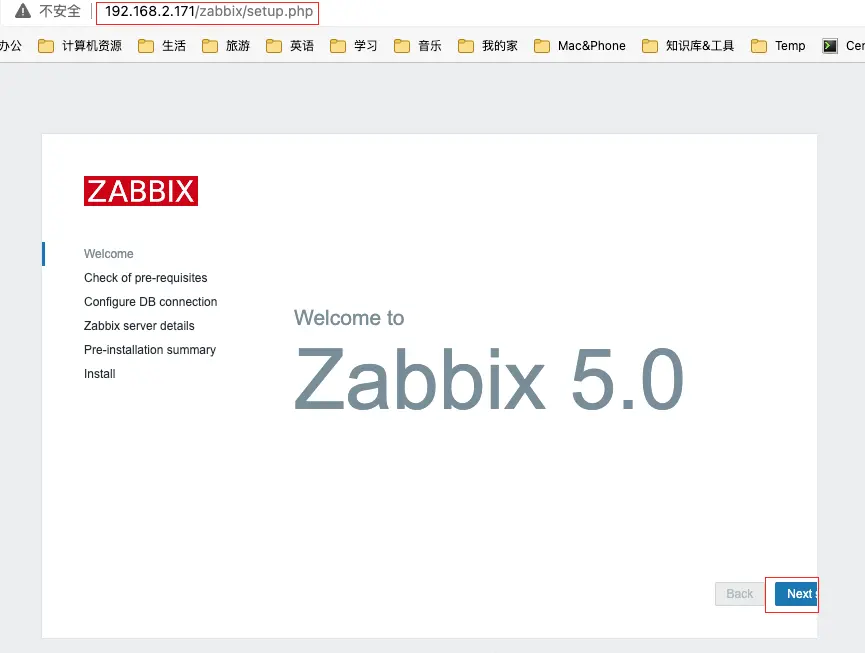 不安全 192.168.2.171/zabbix/setup.php
办公 计算机资源 生活 旅游 英语 学习 音乐 我的家 Mac&Phone 知识库&工具 Temp Cer
ZABBIX
Welcome
Check of pre-requisites
Configure DB connection
Zabbix server details
Pre-installation summary
Install
Welcome to
Zabbix 5.0
Back Next s